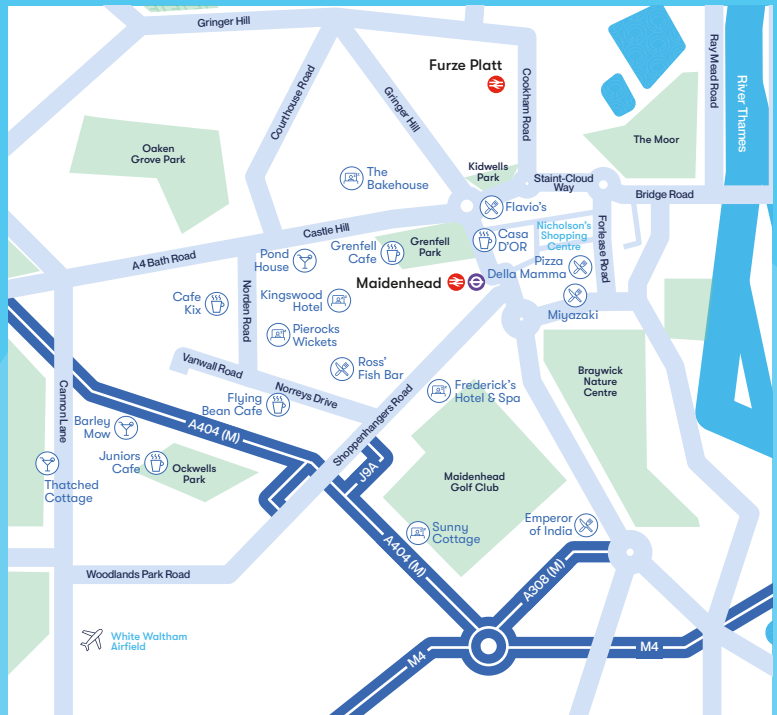 Gringer Hill
Furze Platt
Ray Mead Road
River Thames
Courthouse Road
Gringer Hill
Cookham Road
The Moor
Oaken
Grove Park
Kidwells
Park
The
Bakehouse
Staint-Cloud
Way
Bridge Road
Flavio's
Castle Hill
Nicholson's
Shopping
Centre
Forlease Road
Casa
D'OR
Grenfell
Cafe
Grenfell
Park
A4 Bath Road
Pond
House
Pizza
Della Mamma
Maidenhead
Cafe
Kix
Norden Road
Kingswood
Hotel
Miyazaki
Pierocks
Wickets
Vanwall Road
Ross'
Fish Bar
Braywick
Nature
Centre
Cannon Lane
Norreys Drive
Frederick's
Hotel & Spa
Flying
Bean Cafe
Shoppenhangers Road
Barley
Mow
A404 (M)
Juniors
Cafe
Ockwells
Park
J9A
Thatched
Cottage
Maidenhead
Golf Club
Emperor
of India
Sunny
Cottage
A404 (M)
A308 (M)
Woodlands Park Road
White Waltham
Airfield
M4
M4